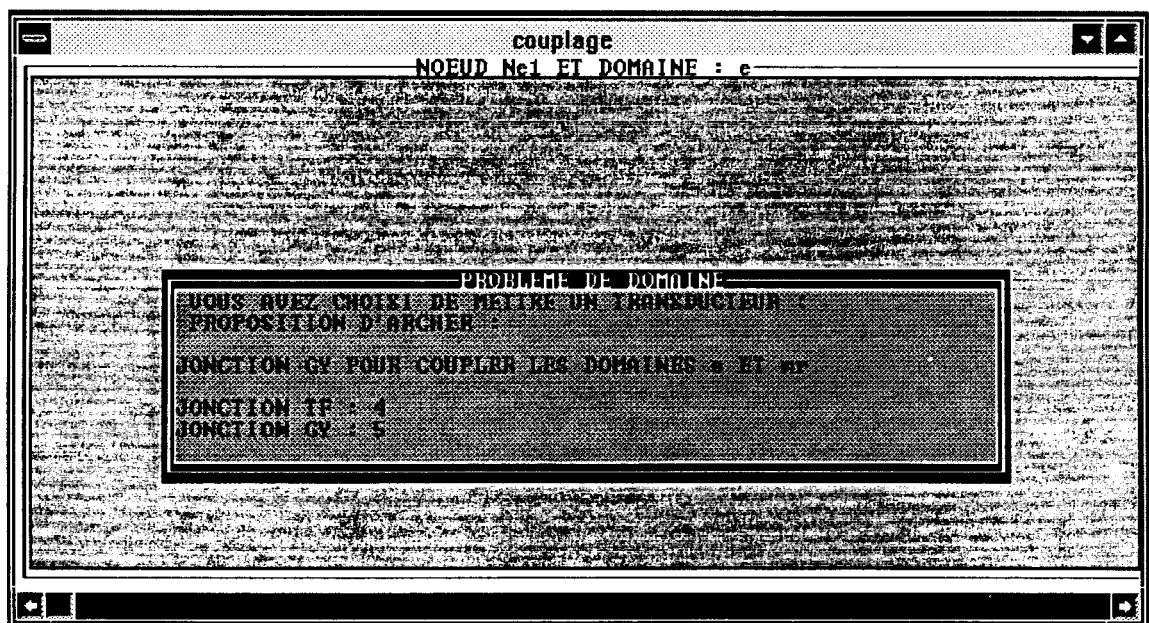 couplage
NOEUD Ne1 ET DOMAINE : e
PROBLEME DE DOMAINE
VOUS AVEZ CHOISI DE METTRE UN TRANSDUCTEUR :
PROPOSITION D'ARCHER :
JONCTION GY POUR COUPLER LES DOMAINES e ET mr
JONCTION TF : 4
JONCTION GY : 5